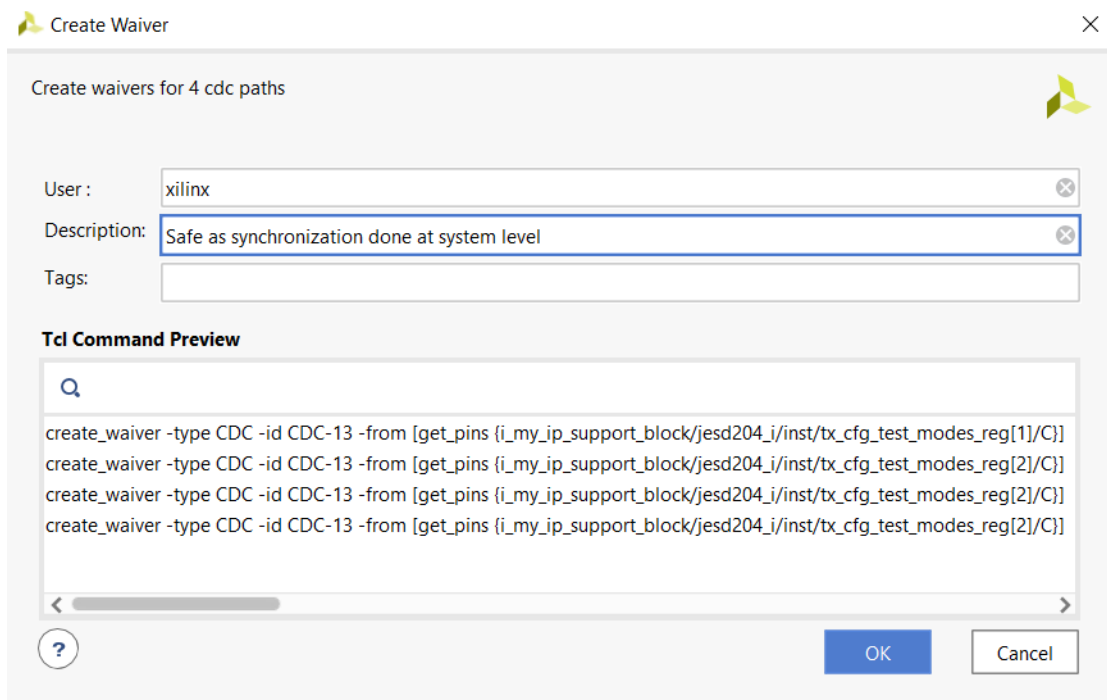 Create Waiver
Create waivers for 4 cdc paths
User : xilinx
Description: Safe as synchronization done at system level
Tags:
Tcl Command Preview
create_waiver -type CDC -id CDC-13 -from [get_pins {i_my_ip_support_block/jesd204_i/inst/tx_cfg_test_modes_reg[1]/C}]
create_waiver -type CDC -id CDC-13 -from [get_pins {i_my_ip_support_block/jesd204_i/inst/tx_cfg_test_modes_reg[2]/C}]
create_waiver -type CDC -id CDC-13 -from [get_pins {i_my_ip_support_block/jesd204_i/inst/tx_cfg_test_modes_reg[2]/C}]
create_waiver -type CDC -id CDC-13 -from [get_pins {i_my_ip_support_block/jesd204_i/inst/tx_cfg_test_modes_reg[2]/C}]
? OK Cancel